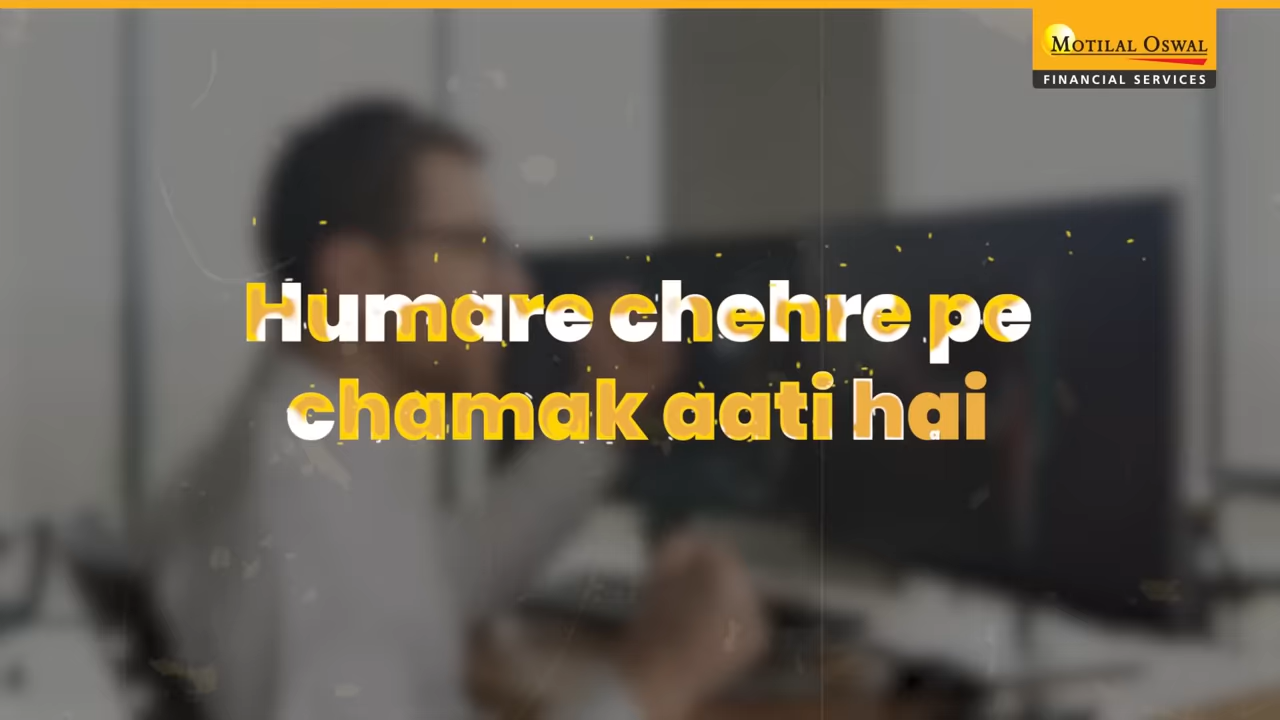 MOTILAL OSWAL
FINANCIAL SERVICES
Humare chehre pe
chamak aati hai